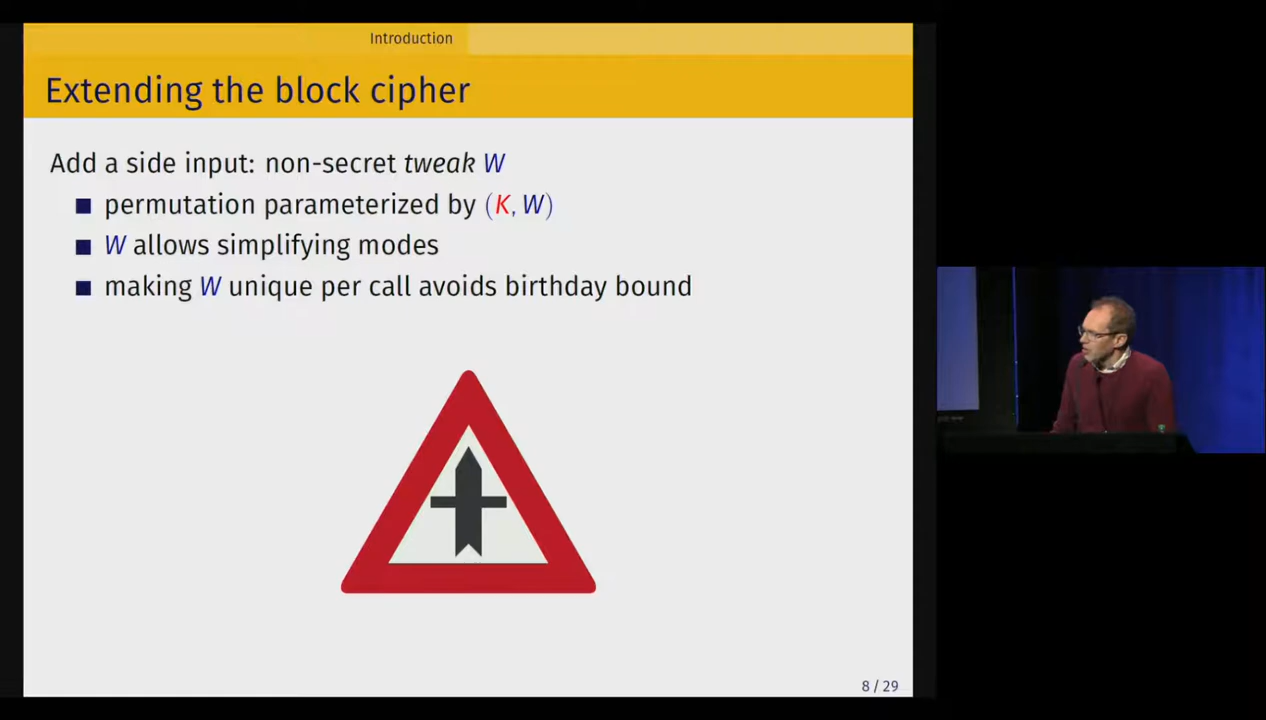 Introduction
Extending the block cipher
Add a side input: non-secret tweak W
■ permutation parameterized by (K, W)
■ W allows simplifying modes
■ making W unique per call avoids birthday bound
8 / 29